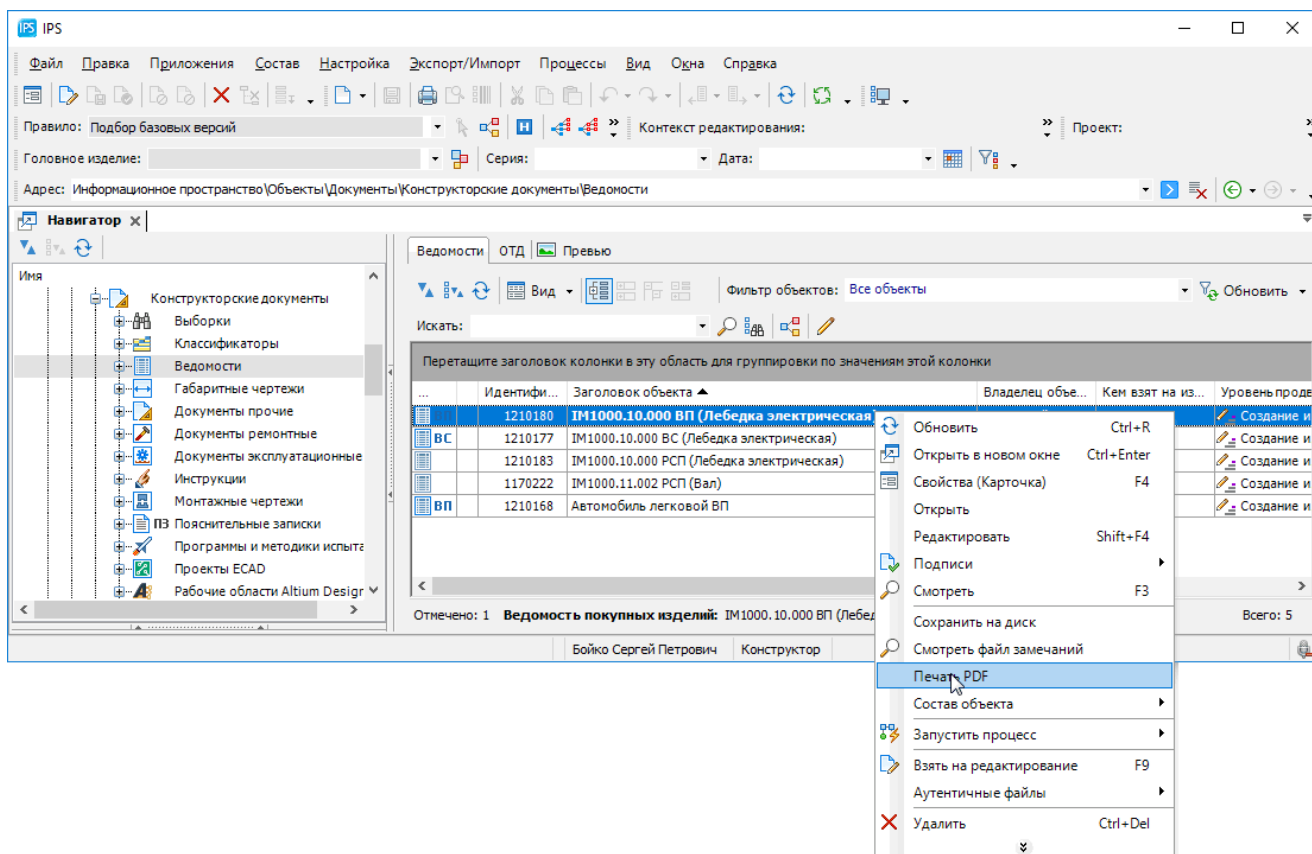 IPS IPS
Файл Правка Приложения Состав Настройка Экспорт/Импорт Процессы Вид Окна Справка
Правило: Подбор базовых версий Контекст редактирования: Проект:
Головное изделие: Серия: Дата:
Адрес: Информационное пространство\Объекты\Документы\Конструкторские документы\Ведомости
Навигатор
Ведомости ОТД Превью
Имя
Конструкторские документы
Выборки
Классификаторы
Ведомости
Габаритные чертежи
Документы прочие
Документы ремонтные
Документы эксплуатационные
Инструкции
Монтажные чертежи
ПЗ Пояснительные записки
Программы и методики испыта
Проекты ECAD
Рабочие области Altium Desigr
Вид Фильтр объектов: Все объекты Обновить
Искать:
Перетащите заголовок колонки в эту область для группировки по значениям этой колонки
... Идентифи... Заголовок объекта Владелец объе... Кем взят на из... Уровень продв
1210180 IM1000.10.000 ВП (Лебедка электрическая Создание и
ВС 1210177 IM1000.10.000 ВС (Лебедка электрическая) Создание и
1210183 IM1000.10.000 РСП (Лебедка электрическая) Создание и
1170222 IM1000.11.002 РСП (Вал) Создание и
ВП 1210168 Автомобиль легковой ВП Создание и
Отмечено: 1 Ведомость покупных изделий: IM1000.10.000 ВП (Лебед Всего: 5
Бойко Сергей Петрович Конструктор
Обновить Ctrl+R
Открыть в новом окне Ctrl+Enter
Свойства (Карточка) F4
Открыть
Редактировать Shift+F4
Подписи
Смотреть F3
Сохранить на диск
Смотреть файл замечаний
Печать PDF
Состав объекта
Запустить процесс
Взять на редактирование F9
Аутентичные файлы
Удалить Ctrl+Del